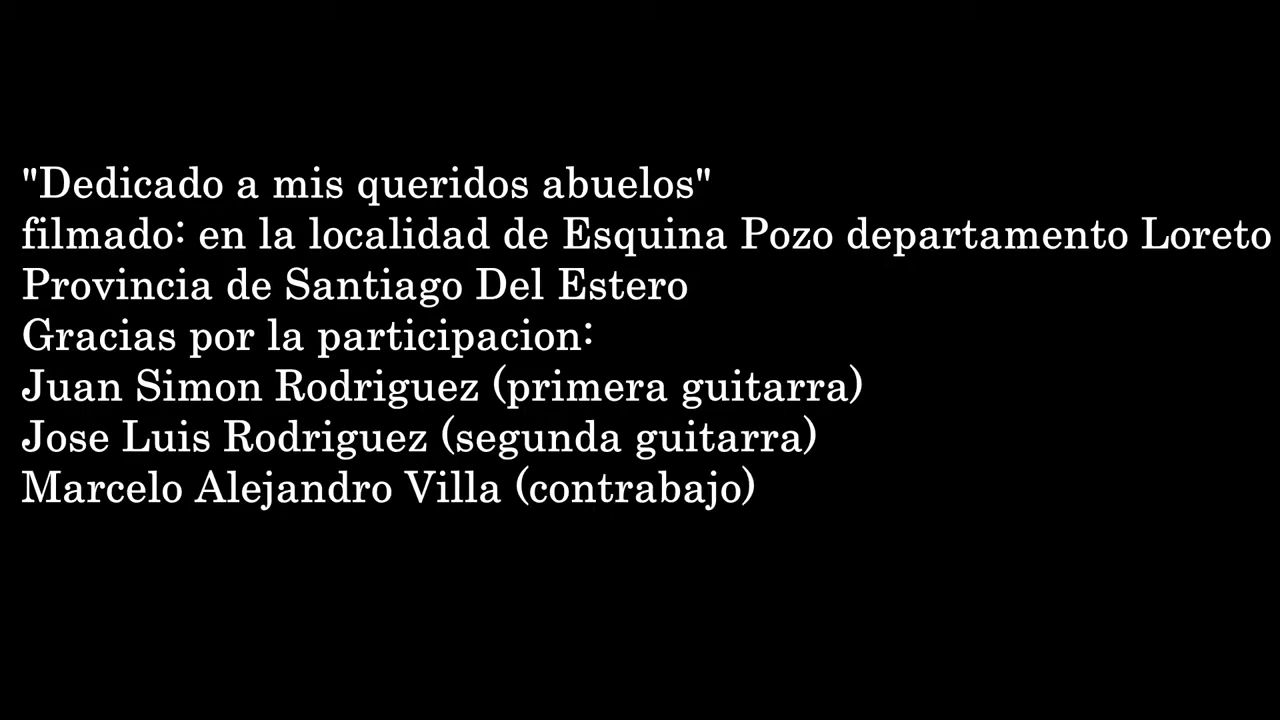 "Dedicado a mis queridos abuelos"
filmado: en la localidad de Esquina Pozo departamento Loreto
Provincia de Santiago Del Estero
Gracias por la participacion:
Juan Simon Rodriguez (primera guitarra)
Jose Luis Rodriguez (segunda guitarra)
Marcelo Alejandro Villa (contrabajo)